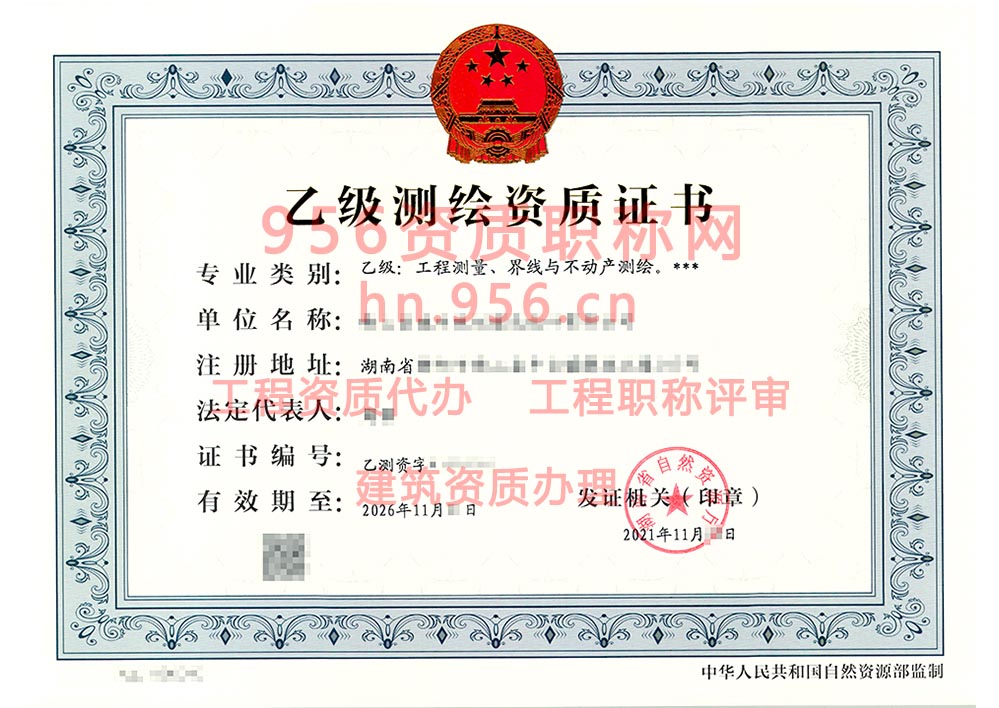 乙级测绘资质证书
956资质职称网
专业类别：乙级：工程测量、界线与不动产测绘。***
hn.956.cn
单位名称：
注册地址：湖南省
工程资质代办 工程职称评审
法定代表人：
证书编号：乙测资字
建筑资质办理
有效期至：2026年11月 日
发证机关（印章）
省自然资源厅
2021年11月 日
中华人民共和国自然资源部监制